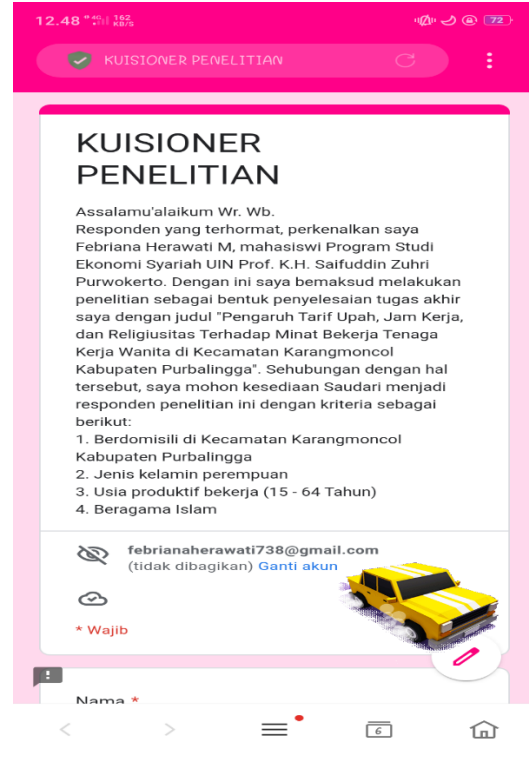 12.48 4G 162 KB/S 72
KUISIONER PENELITIAN
KUISIONER
PENELITIAN
Assalamu'alaikum Wr. Wb.
Responden yang terhormat, perkenalkan saya
Febriana Herawati M, mahasiswi Program Studi
Ekonomi Syariah UIN Prof. K.H. Saifuddin Zuhri
Purwokerto. Dengan ini saya bemaksud melakukan
penelitian sebagai bentuk penyelesaian tugas akhir
saya dengan judul "Pengaruh Tarif Upah, Jam Kerja,
dan Religiusitas Terhadap Minat Bekerja Tenaga
Kerja Wanita di Kecamatan Karangmoncol
Kabupaten Purbalingga". Sehubungan dengan hal
tersebut, saya mohon kesediaan Saudari menjadi
responden penelitian ini dengan kriteria sebagai
berikut:
1. Berdomisili di Kecamatan Karangmoncol
Kabupaten Purbalingga
2. Jenis kelamin perempuan
3. Usia produktif bekerja (15 - 64 Tahun)
4. Beragama Islam
febrianaherawati738@gmail.com
(tidak dibagikan) Ganti akun
* Wajib
Nama *
6